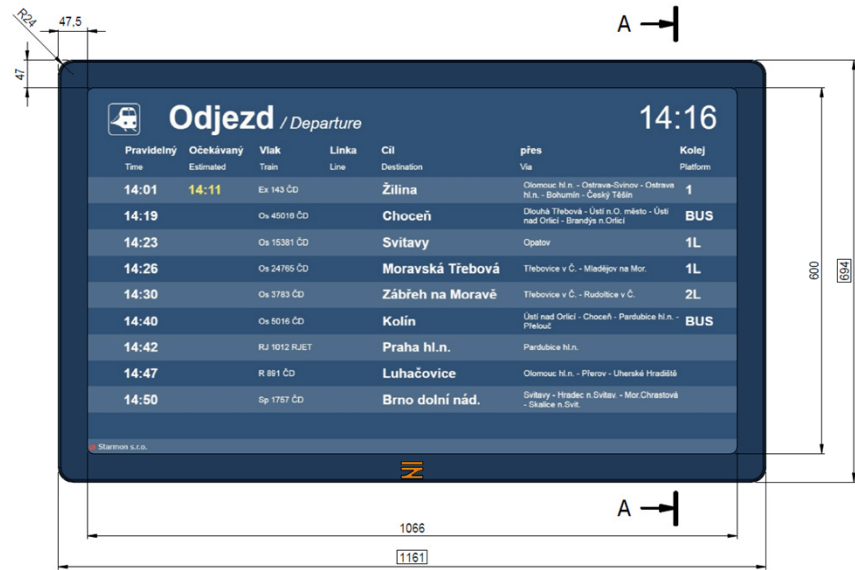 R24
47,5
A
47
Odjezd / Departure
14:16
Pravidelný Očekávaný Vlak Linka Cíl přes Kolej
Time Estimated Train Line Destination Via Platform
14:01 14:11 Ex 143 ČD Žilina Olomouc hl.n. - Ostrava-Svinov - Ostrava hl.n. - Bohumín - Český Těšín 1
14:19 Os 45016 ČD Choceň Dlouhá Třebová - Ústí n.O. město - Ústí nad Orlicí - Brandýs n.Orlicí BUS
14:23 Os 15381 ČD Svitavy Opatov 1L
14:26 Os 24765 ČD Moravská Třebová Třebovice v Č. - Mladějov na Mor. 1L
14:30 Os 3783 ČD Zábřeh na Moravě Třebovice v Č. - Rudoltice v Č. 2L
14:40 Os 5016 ČD Kolín Ústí nad Orlicí - Choceň - Pardubice hl.n. - Přelouč BUS
14:42 RJ 1012 RJET Praha hl.n. Pardubice hl.n.
14:47 R 891 ČD Luhačovice Olomouc hl.n. - Přerov - Uherské Hradiště
14:50 Sp 1757 ČD Brno dolní nád. Svitavy - Hradec n.Svitav. - Mor.Chrastová - Skalice n.Svit.
Starmon s.r.o.
600
694
A
1066
1161